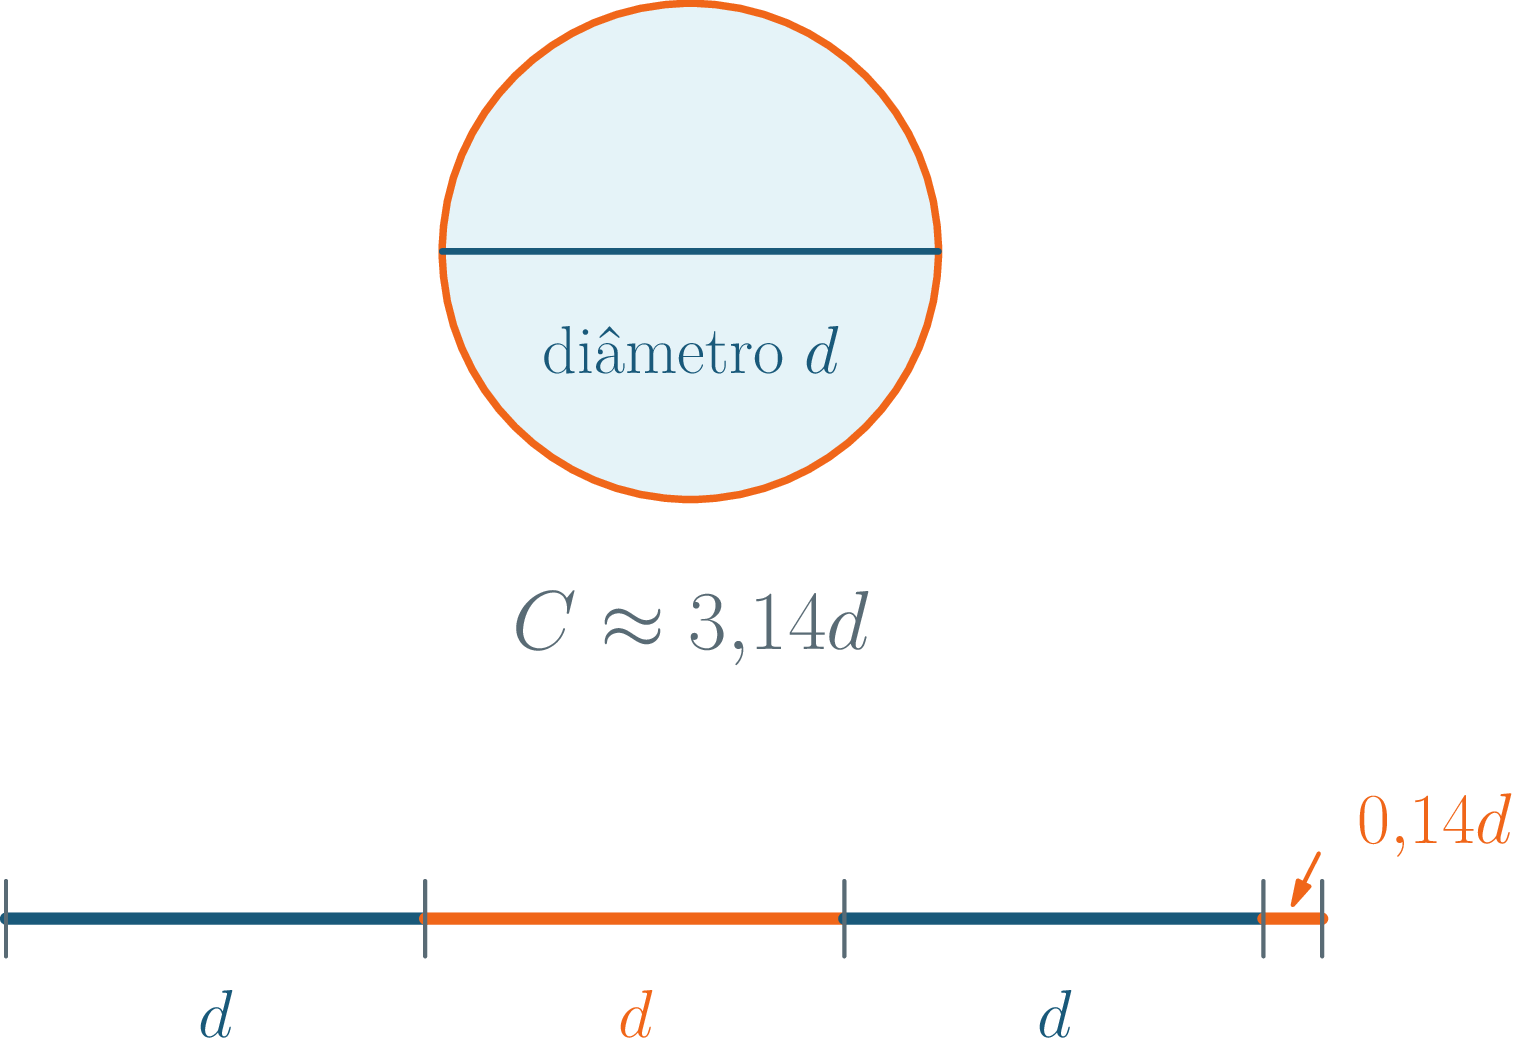 diâmetro d
C ≈ 3,14d
0,14d
d d d